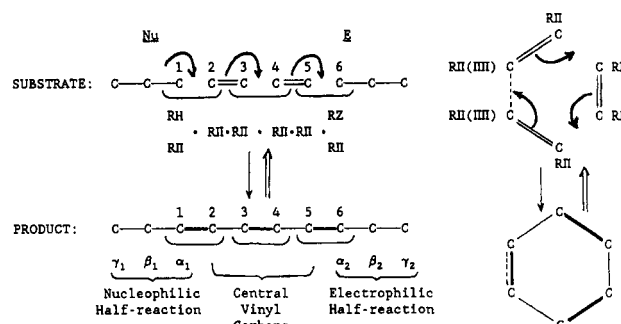 Nu E
1 2 3 4 5 6
SUBSTRATE: C C C C C C C C C C
RH RZ
RΠ · RΠ·RΠ · RΠ·RΠ · RΠ
1 2 3 4 5 6
PRODUCT: C C C C C C C C C C
γ₁ β₁ α₁ α₂ β₂ γ₂
Nucleophilic Central Electrophilic
Half-reaction Vinyl Half-reaction
RΠ
C
RΠ(ΠΠ) C C
RΠ(ΠΠ) C C
C
RΠ
C
C C
C C
C